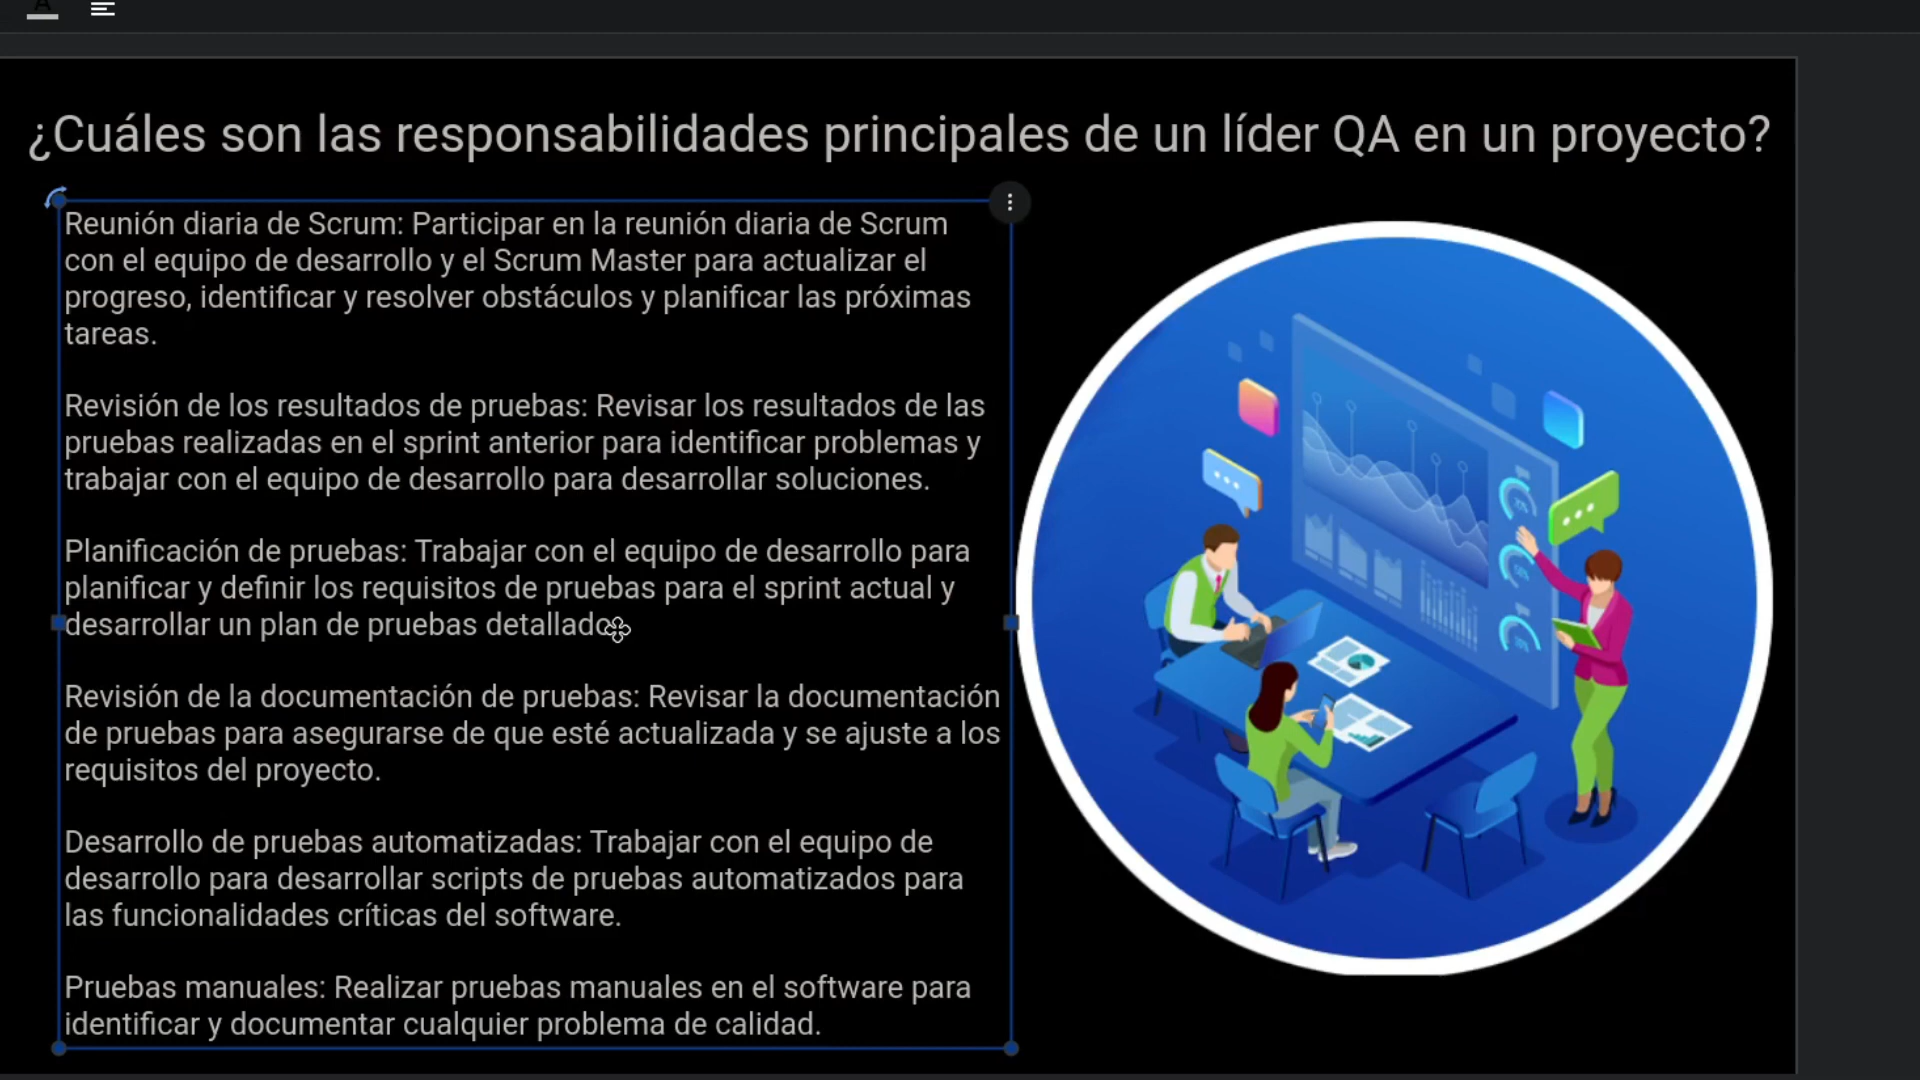 ¿Cuáles son las responsabilidades principales de un líder QA en un proyecto?
Reunión diaria de Scrum: Participar en la reunión diaria de Scrum
con el equipo de desarrollo y el Scrum Master para actualizar el
progreso, identificar y resolver obstáculos y planificar las próximas
tareas.
Revisión de los resultados de pruebas: Revisar los resultados de las
pruebas realizadas en el sprint anterior para identificar problemas y
trabajar con el equipo de desarrollo para desarrollar soluciones.
Planificación de pruebas: Trabajar con el equipo de desarrollo para
planificar y definir los requisitos de pruebas para el sprint actual y
desarrollar un plan de pruebas detallado.
Revisión de la documentación de pruebas: Revisar la documentación
de pruebas para asegurarse de que esté actualizada y se ajuste a los
requisitos del proyecto.
Desarrollo de pruebas automatizadas: Trabajar con el equipo de
desarrollo para desarrollar scripts de pruebas automatizados para
las funcionalidades críticas del software.
Pruebas manuales: Realizar pruebas manuales en el software para
identificar y documentar cualquier problema de calidad.